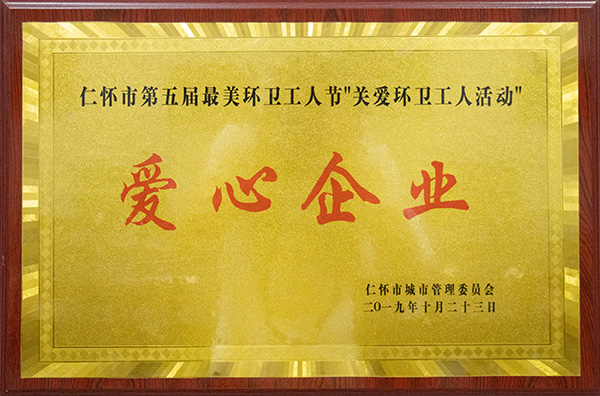 仁怀市第五届最美环卫工人节"关爱环卫工人活动"
爱心企业
仁怀市城市管理委员会
二〇一九年十月二十三日